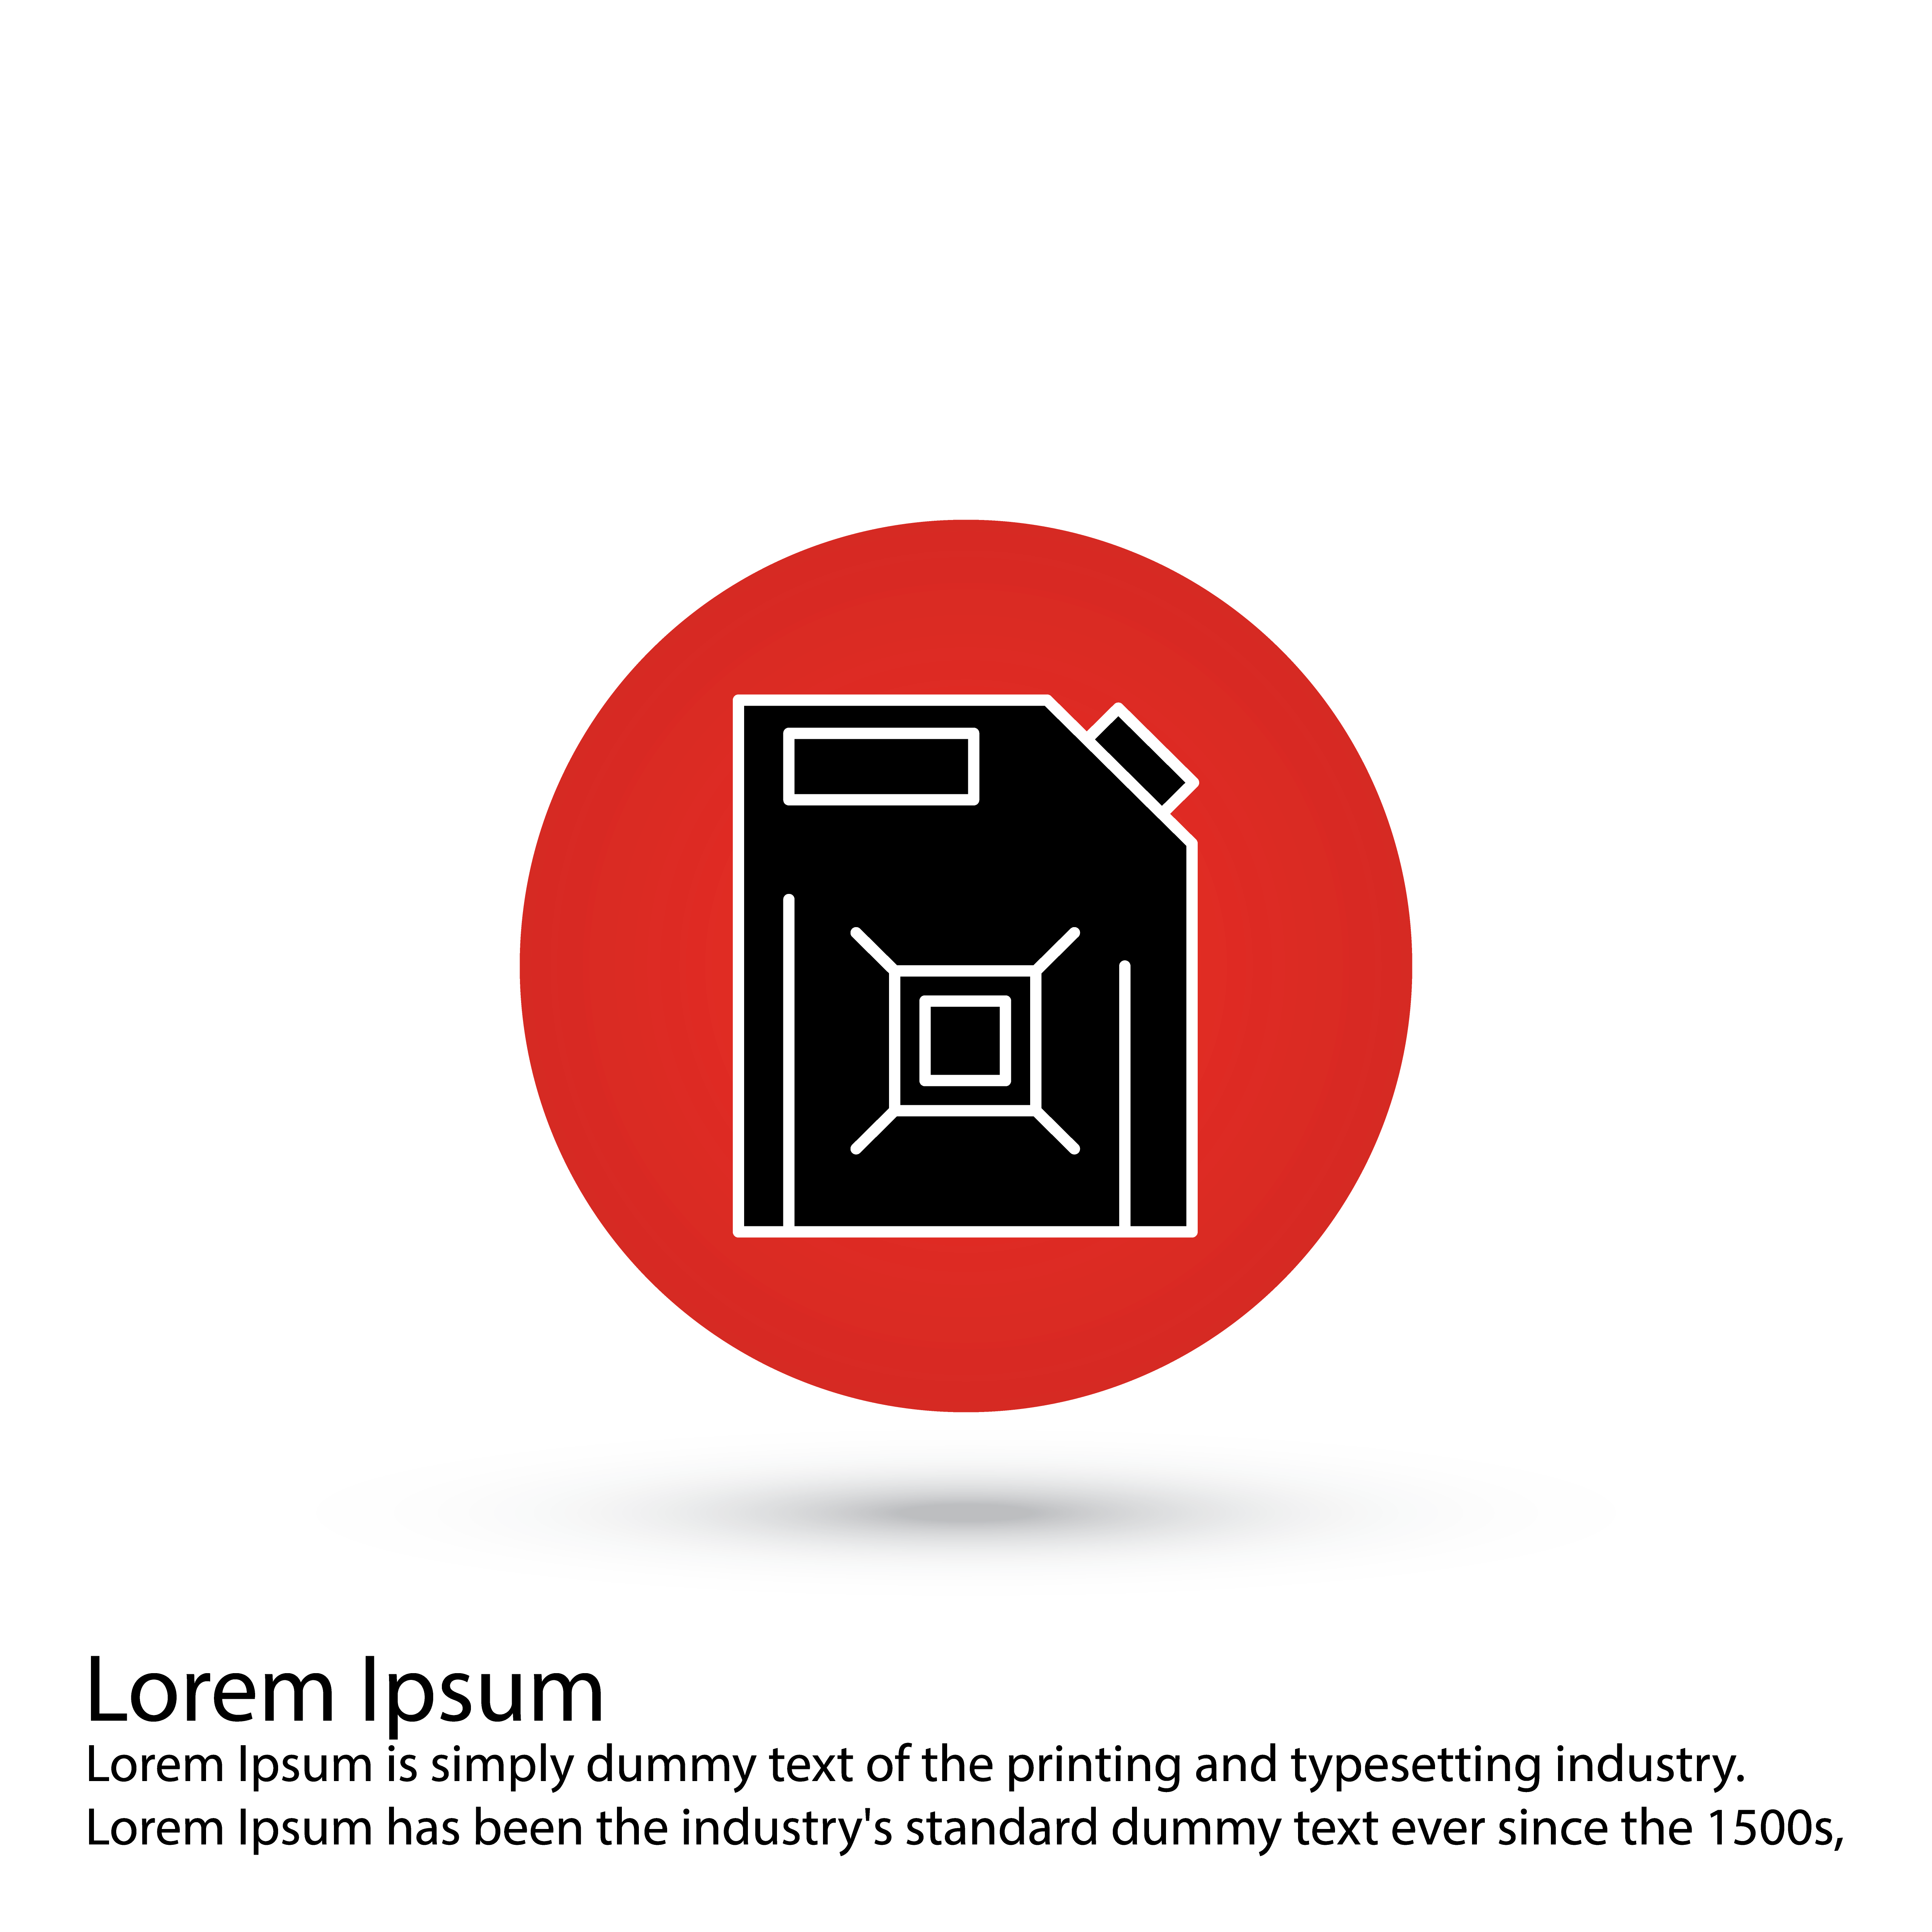 Lorem Ipsum
Lorem Ipsum is simply dummy text of the printing and typesetting industry.
Lorem Ipsum has been the industry's standard dummy text ever since the 1500s,